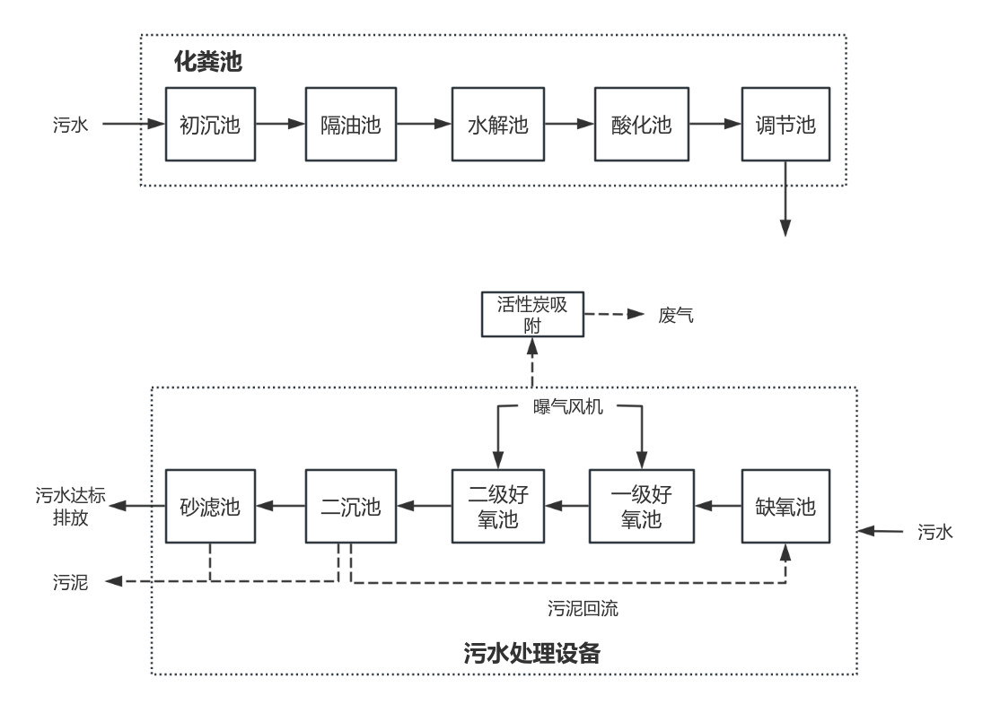 化粪池
污水
初沉池
隔油池
水解池
酸化池
调节池
活性炭吸
附
废气
曝气风机
污水达标
排放
砂滤池
二沉池
二级好
氧池
一级好
氧池
缺氧池
污水
污泥
污泥回流
污水处理设备